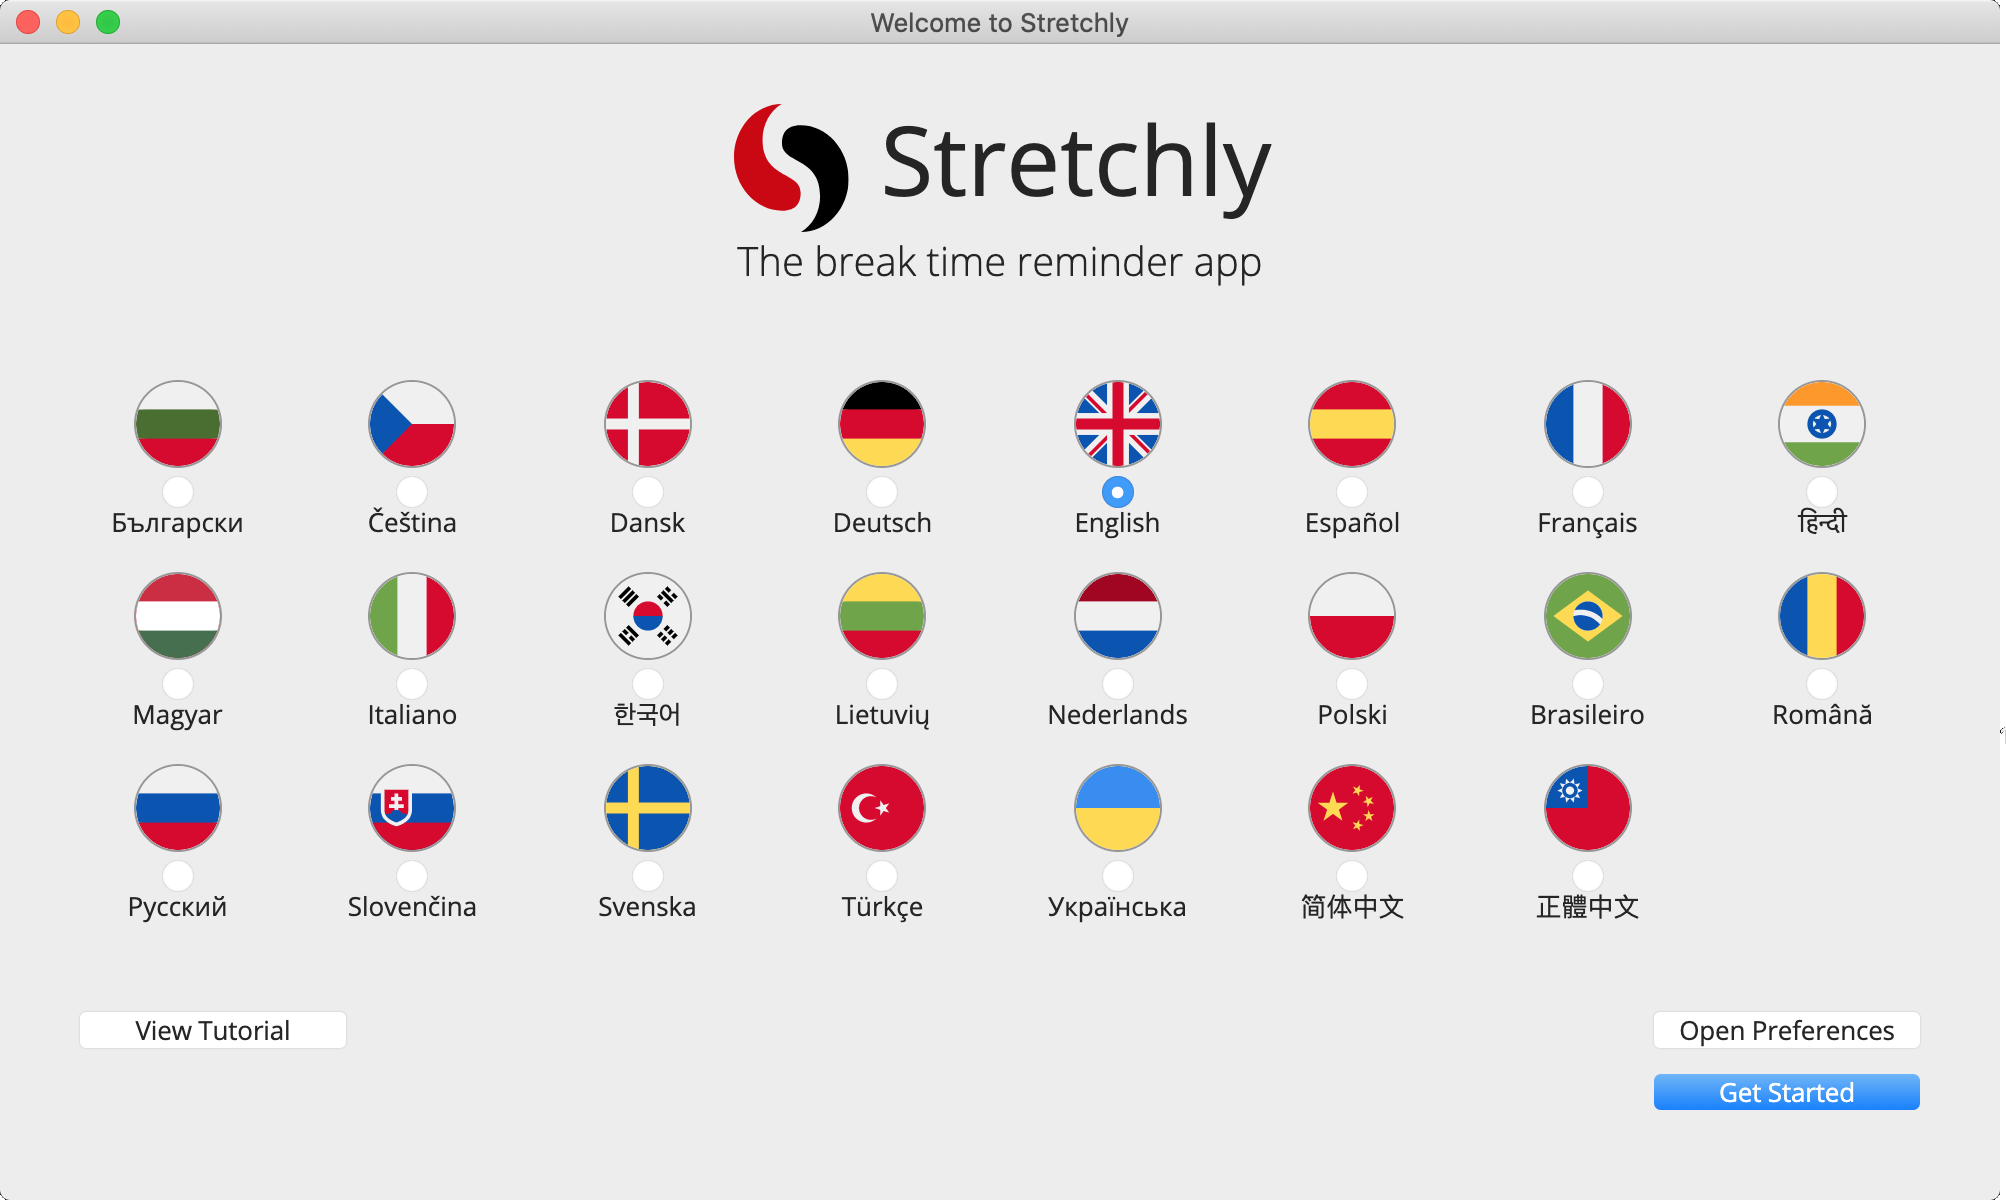 Welcome to Stretchly
Stretchly
The break time reminder app
Български
Čeština
Dansk
Deutsch
English
Español
Français
हिन्दी
Magyar
Italiano
한국어
Lietuvių
Nederlands
Polski
Brasileiro
Română
Русский
Slovenčina
Svenska
Türkçe
Українська
简体中文
正體中文
View Tutorial
Open Preferences
Get Started